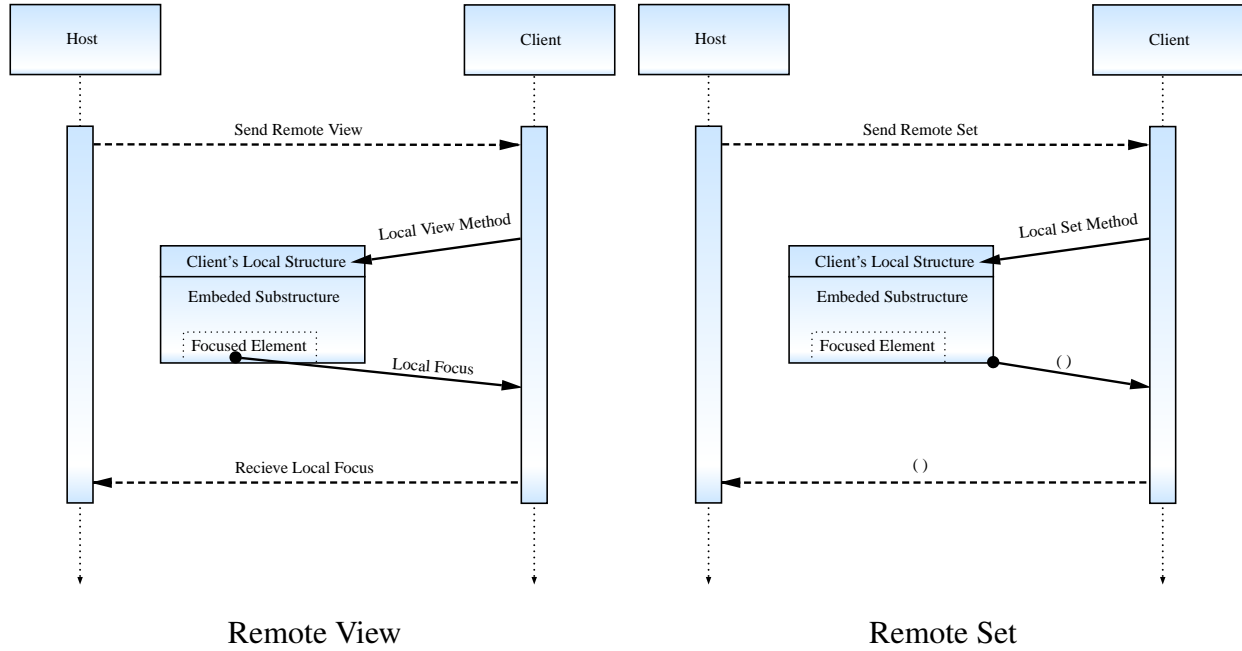 Host
Client
Send Remote View
Local View Method
Client's Local Structure
Embeded Substructure
Focused Element
Local Focus
Recieve Local Focus
Remote View
Host
Client
Send Remote Set
Local Set Method
Client's Local Structure
Embeded Substructure
Focused Element
( )
( )
Remote Set